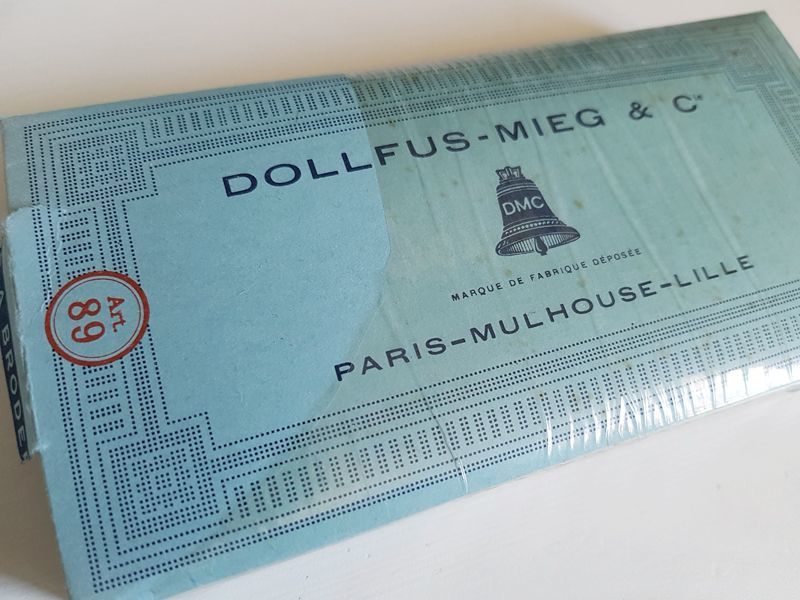 DOLLFUS-MIEG & Cie
DMC
MARQUE DE FABRIQUE DÉPOSÉE
PARIS-MULHOUSE-LILLE
Art.
89